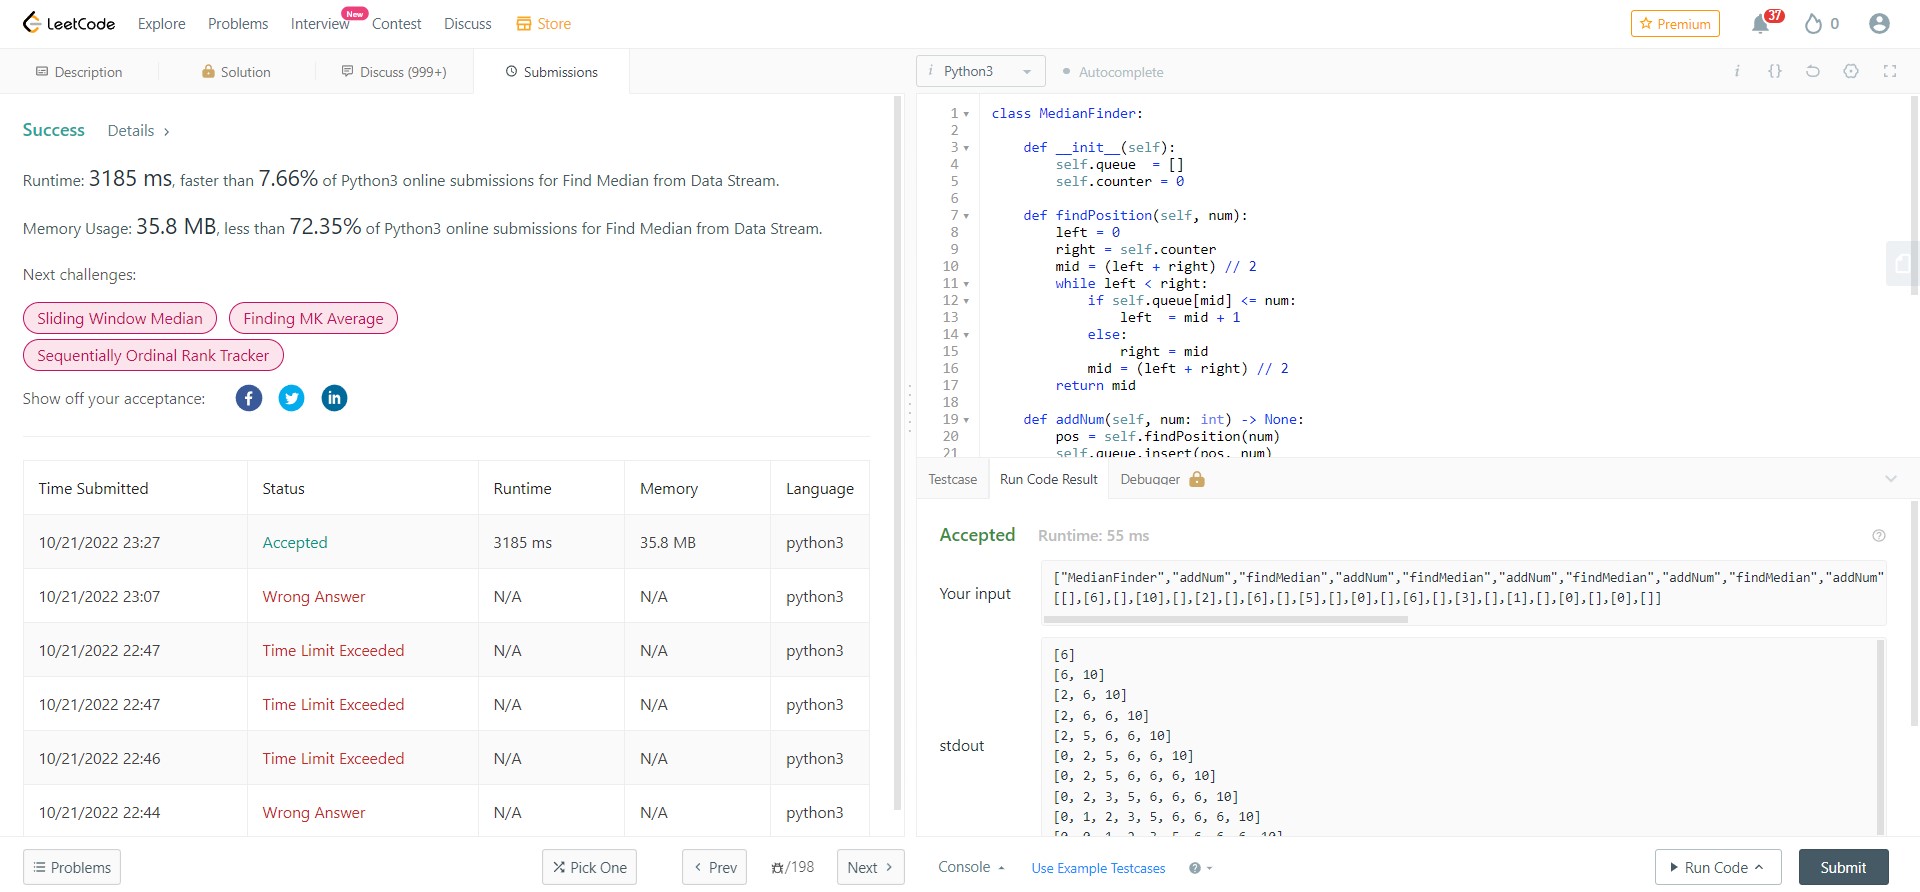 LeetCode Explore Problems Interview New Contest Discuss Store Premium 37 0
Description Solution Discuss (999+) Submissions
Success Details >
Runtime: 3185 ms, faster than 7.66% of Python3 online submissions for Find Median from Data Stream.
Memory Usage: 35.8 MB, less than 72.35% of Python3 online submissions for Find Median from Data Stream.
Next challenges:
Sliding Window Median Finding MK Average
Sequentially Ordinal Rank Tracker
Show off your acceptance:
Time Submitted Status Runtime Memory Language
10/21/2022 23:27 Accepted 3185 ms 35.8 MB python3
10/21/2022 23:07 Wrong Answer N/A N/A python3
10/21/2022 22:47 Time Limit Exceeded N/A N/A python3
10/21/2022 22:47 Time Limit Exceeded N/A N/A python3
10/21/2022 22:46 Time Limit Exceeded N/A N/A python3
10/21/2022 22:44 Wrong Answer N/A N/A python3
Problems Pick One < Prev /198 Next >
i Python3 Autocomplete i {}
1 class MedianFinder:
2
3     def __init__(self):
4         self.queue  = []
5         self.counter = 0
6
7     def findPosition(self, num):
8         left = 0
9         right = self.counter
10         mid = (left + right) // 2
11         while left < right:
12             if self.queue[mid] <= num:
13                 left  = mid + 1
14             else:
15                 right = mid
16             mid = (left + right) // 2
17         return mid
18
19     def addNum(self, num: int) -> None:
20         pos = self.findPosition(num)
21         self.queue.insert(pos, num)
Testcase Run Code Result Debugger
Accepted Runtime: 55 ms ?
Your input
["MedianFinder","addNum","findMedian","addNum","findMedian","addNum","findMedian","addNum","findMedian","addNum"
[[],[6],[],[10],[],[2],[],[6],[],[5],[],[0],[],[6],[],[3],[],[1],[],[0],[],[0],[]]
stdout
[6]
[6, 10]
[2, 6, 10]
[2, 6, 6, 10]
[2, 5, 6, 6, 10]
[0, 2, 5, 6, 6, 10]
[0, 2, 5, 6, 6, 6, 10]
[0, 2, 3, 5, 6, 6, 6, 10]
[0, 1, 2, 3, 5, 6, 6, 6, 10]
[0, 0, 1, 2, 3, 5, 6, 6, 6, 10]
Console Use Example Testcases ? Run Code Submit